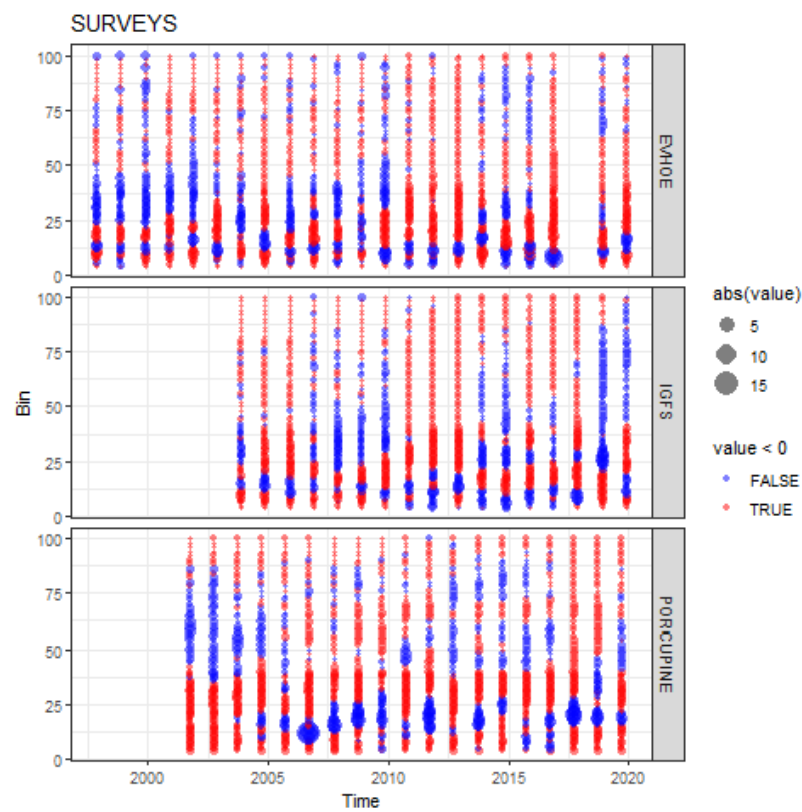 SURVEYS
100
75
50
25
0
EVHOE
100
75
50
25
0
IGFS
100
75
50
25
0
PORCUPINE
Bin
2000
2005
2010
2015
2020
Time
abs(value)
5
10
15
value < 0
FALSE
TRUE